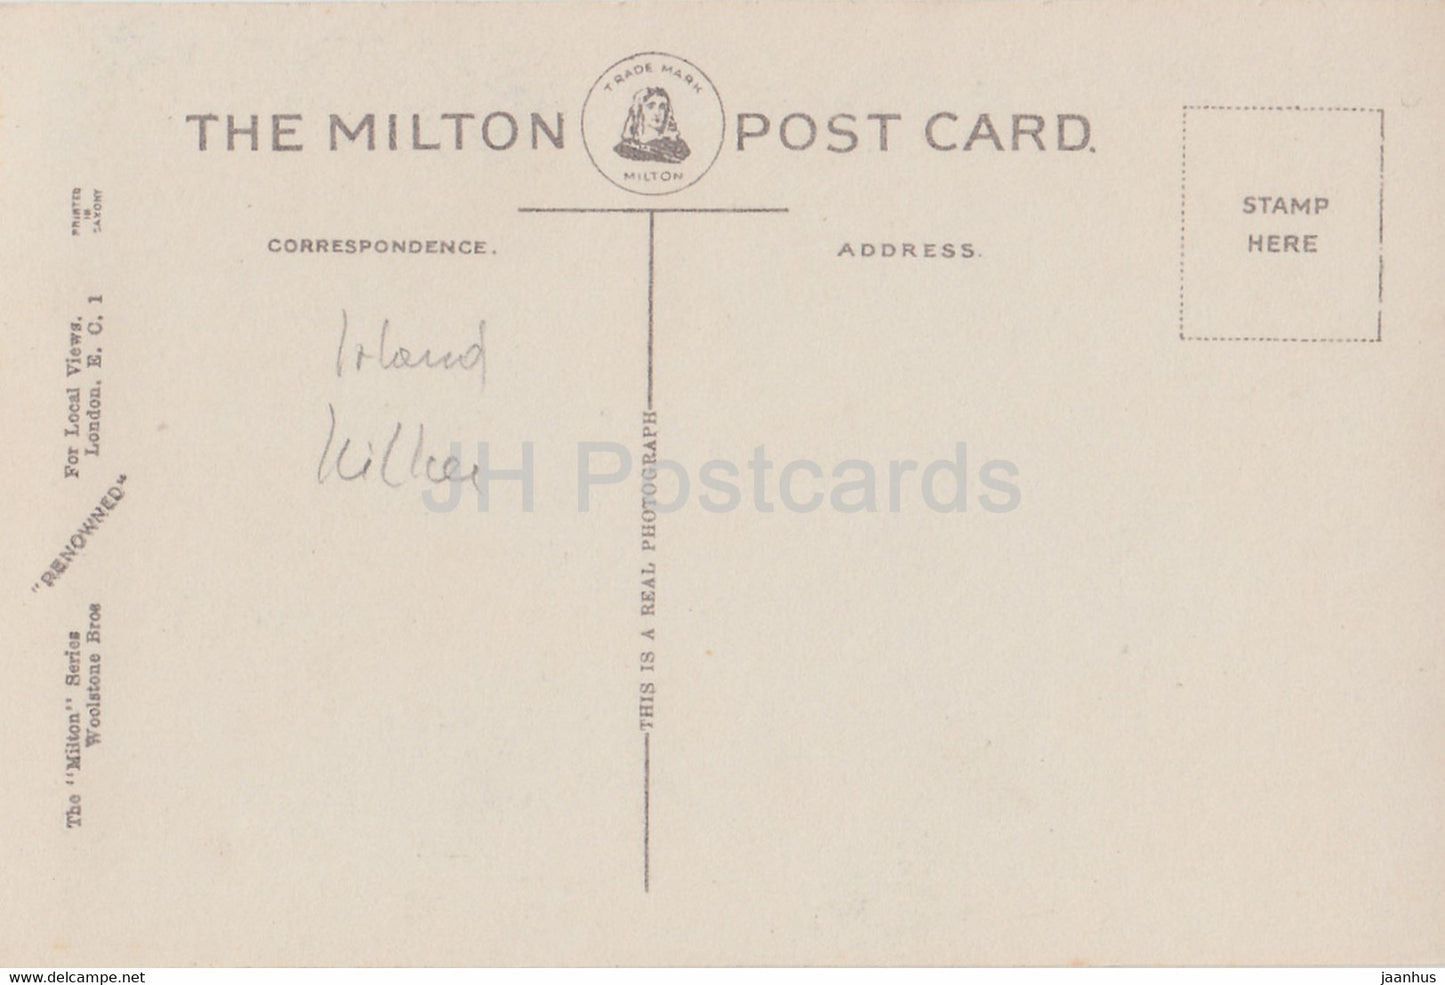 THE MILTON POST CARD.
TRADE MARK
MILTON
CORRESPONDENCE.
ADDRESS.
STAMP
HERE
PRINTED
IN
SAXONY
For Local Views.
London. E. C. 1
"RENOWNED"
The "Milton" Series
Woolstone Bros
THIS IS A REAL PHOTOGRAPH
Irland
JH Postcards
www.delcampe.net
jaanhus